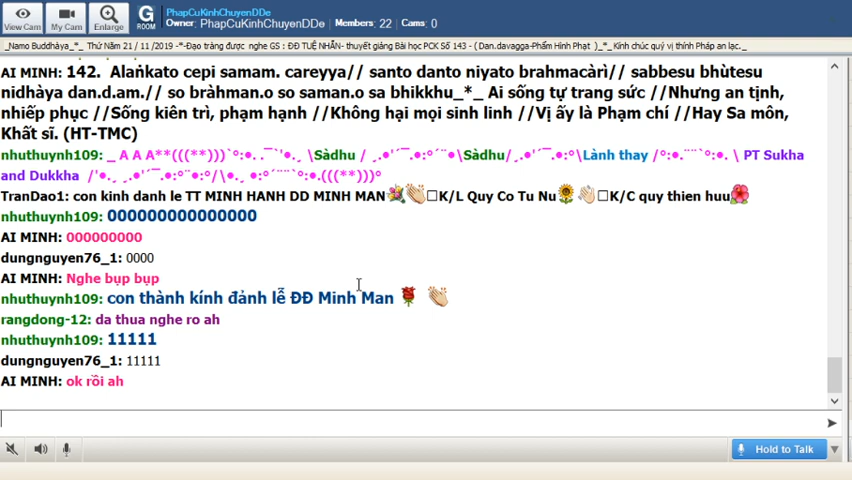 PhapCuKinhChuyenDDe
Owner: PhapCuKinhChuyenDDe Members: 22 Cams: 0
View Cam My Cam Enlarge G ROOM
_Namo Buddhàya_*_ Thứ Năm 21 / 11 /2019 -*-Đạo tràng được nghe GS : ĐĐ TUỆ NHẪN- thuyết giảng Bài học PCK Số 143 - ( Dan.davagga-Phẩm Hình Phạt )_*_ Kính chúc quý vị thính Pháp an lạc._
AI MINH: 142. Alaṅkato cepi samam. careyya// santo danto niyato brahmacàrì// sabbesu bhùtesu
nidhàya dan.d.am.// so bràhman.o so saman.o sa bhikkhu_*_ Ai sống tự trang sức //Nhưng an tịnh,
nhiếp phục //Sống kiên trì, phạm hạnh //Không hại mọi sinh linh //Vị ấy là Phạm chí //Hay Sa môn,
Khất sĩ. (HT-TMC)
nhuthuynh109: _ A A A**(((**)))`°:•. .¯`'•.¸ \Sàdhu / ¸.•'´¯.•:°´¨•\Sàdhu/¸.•'´¯.•:°\Lành thay /°:•.¨¨`°:•. \ PT Sukha
and Dukkha /'•.¸ ¸.•'´¯.•:°¨•:°/\•. •:°´¨¨`°:•.(((**)))°
TranDao1: con kinh danh le TT MINH HANH DD MINH MAN K/L Quy Co Tu Nu K/C quy thien huu
nhuthuynh109: 000000000000000
AI MINH: 000000000
dungnguyen76_1: 0000
AI MINH: Nghe bụp bụp
nhuthuynh109: con thành kính đảnh lễ ĐĐ Minh Man
rangdong-12: da thua nghe ro ah
nhuthuynh109: 11111
dungnguyen76_1: 11111
AI MINH: ok rồi ah
Hold to Talk